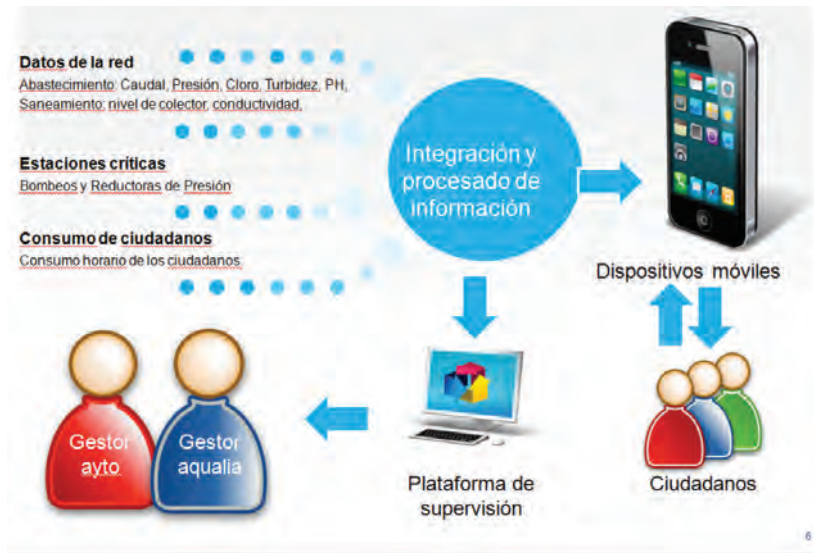 Datos de la red
Abastecimiento: Caudal, Presión, Cloro, Turbidez, PH,
Saneamiento: nivel de colector, conductividad,
Estaciones críticas
Bombeos y Reductoras de Presión
Consumo de ciudadanos
Consumo horario de los ciudadanos
Integración y
procesado de
información
Dispositivos móviles
Gestor
ayto
Gestor
aqualia
Plataforma de
supervisión
Ciudadanos
6